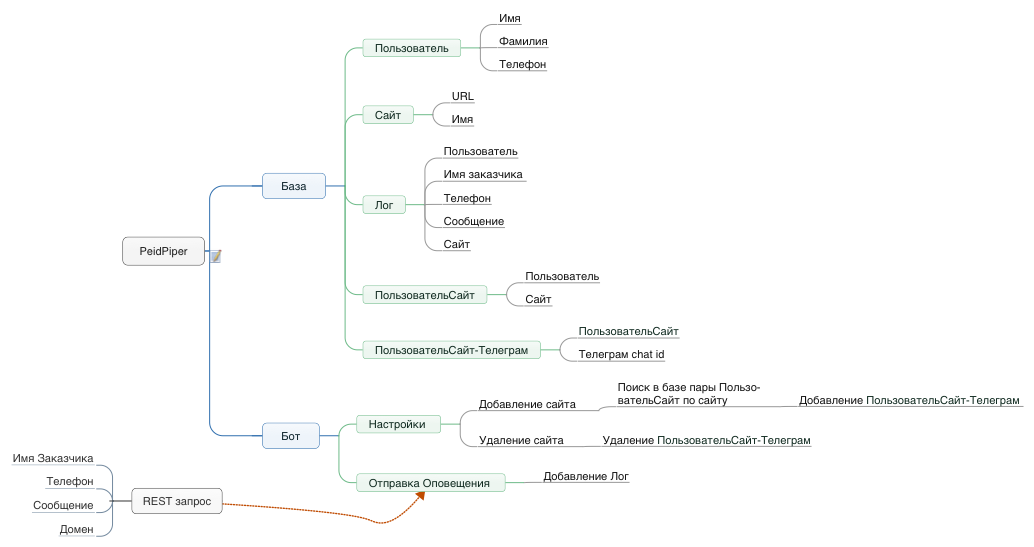 PeidPiper
База
Пользователь
Имя
Фамилия
Телефон
Сайт
URL
Имя
Лог
Пользователь
Имя заказчика
Телефон
Сообщение
Сайт
ПользовательСайт
Пользователь
Сайт
ПользовательСайт-Телеграм
ПользовательСайт
Телеграм chat id
Бот
Настройки
Добавление сайта
Поиск в базе пары Пользо-
вательСайт по сайту
Добавление ПользовательСайт-Телеграм
Удаление сайта
Удаление ПользовательСайт-Телеграм
Отправка Оповещения
Добавление Лог
REST запрос
Имя Заказчика
Телефон
Сообщение
Домен